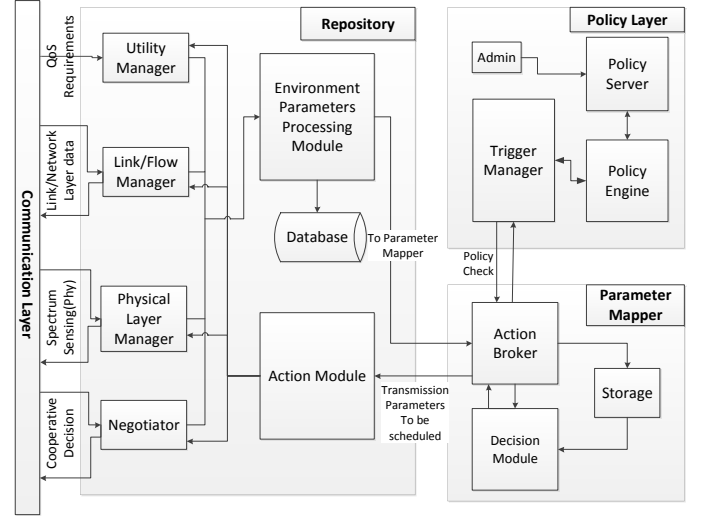 Communication Layer
QoS
Requirements
Link/Network
Layer data
Spectrum
Sensing(Phy)
Cooperative
Decision
Repository
Utility
Manager
Link/Flow
Manager
Physical
Layer
Manager
Negotiator
Environment
Parameters
Processing
Module
Database
Action Module
To Parameter
Mapper
Transmission
Parameters
To be
scheduled
Policy Layer
Admin
Policy
Server
Trigger
Manager
Policy
Engine
Policy
Check
Parameter
Mapper
Action
Broker
Storage
Decision
Module